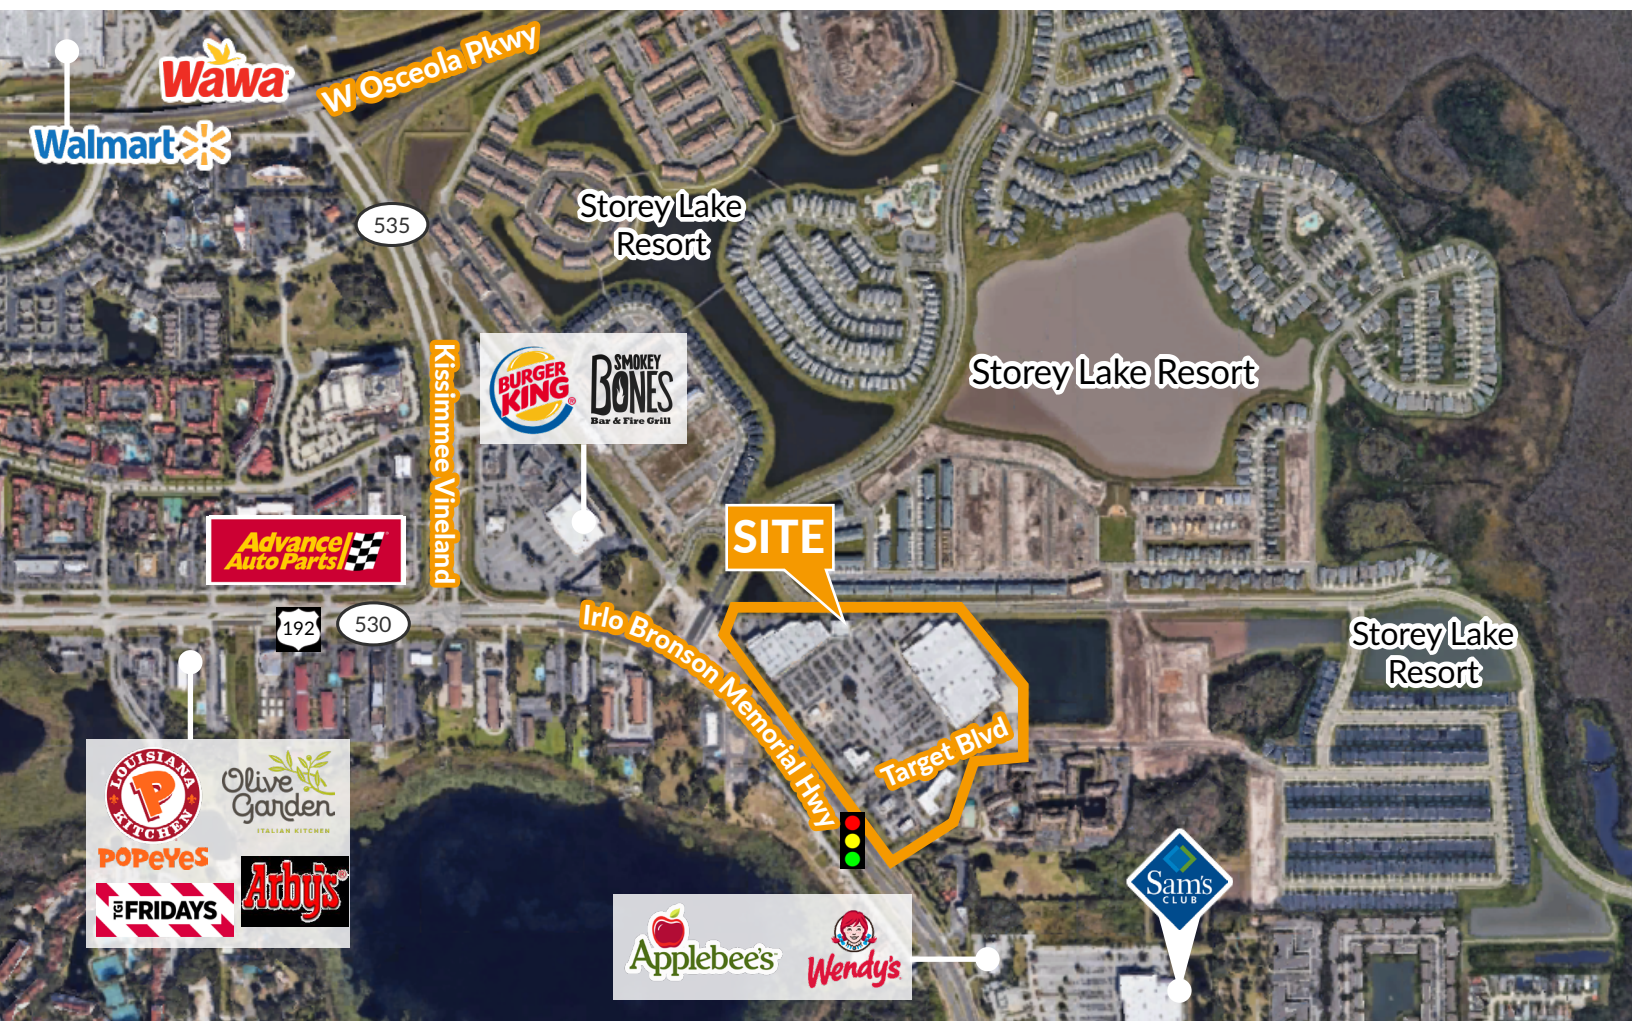 W Osceola Pkwy
Wawa
Walmart
535
Storey Lake
Resort
Kissimmee Vineland
BURGER
KING
SMOKEY
BONES
Bar & Fire Grill
Storey Lake Resort
SITE
Advance
Auto Parts
192
530
Irlo Bronson Memorial Hwy
Storey Lake
Resort
Target Blvd
LOUISIANA
KITCHEN
POPEYES
Olive
Garden
ITALIAN KITCHEN
TGI FRIDAYS
Arby's
Applebee's
Wendy's
Sam's
CLUB